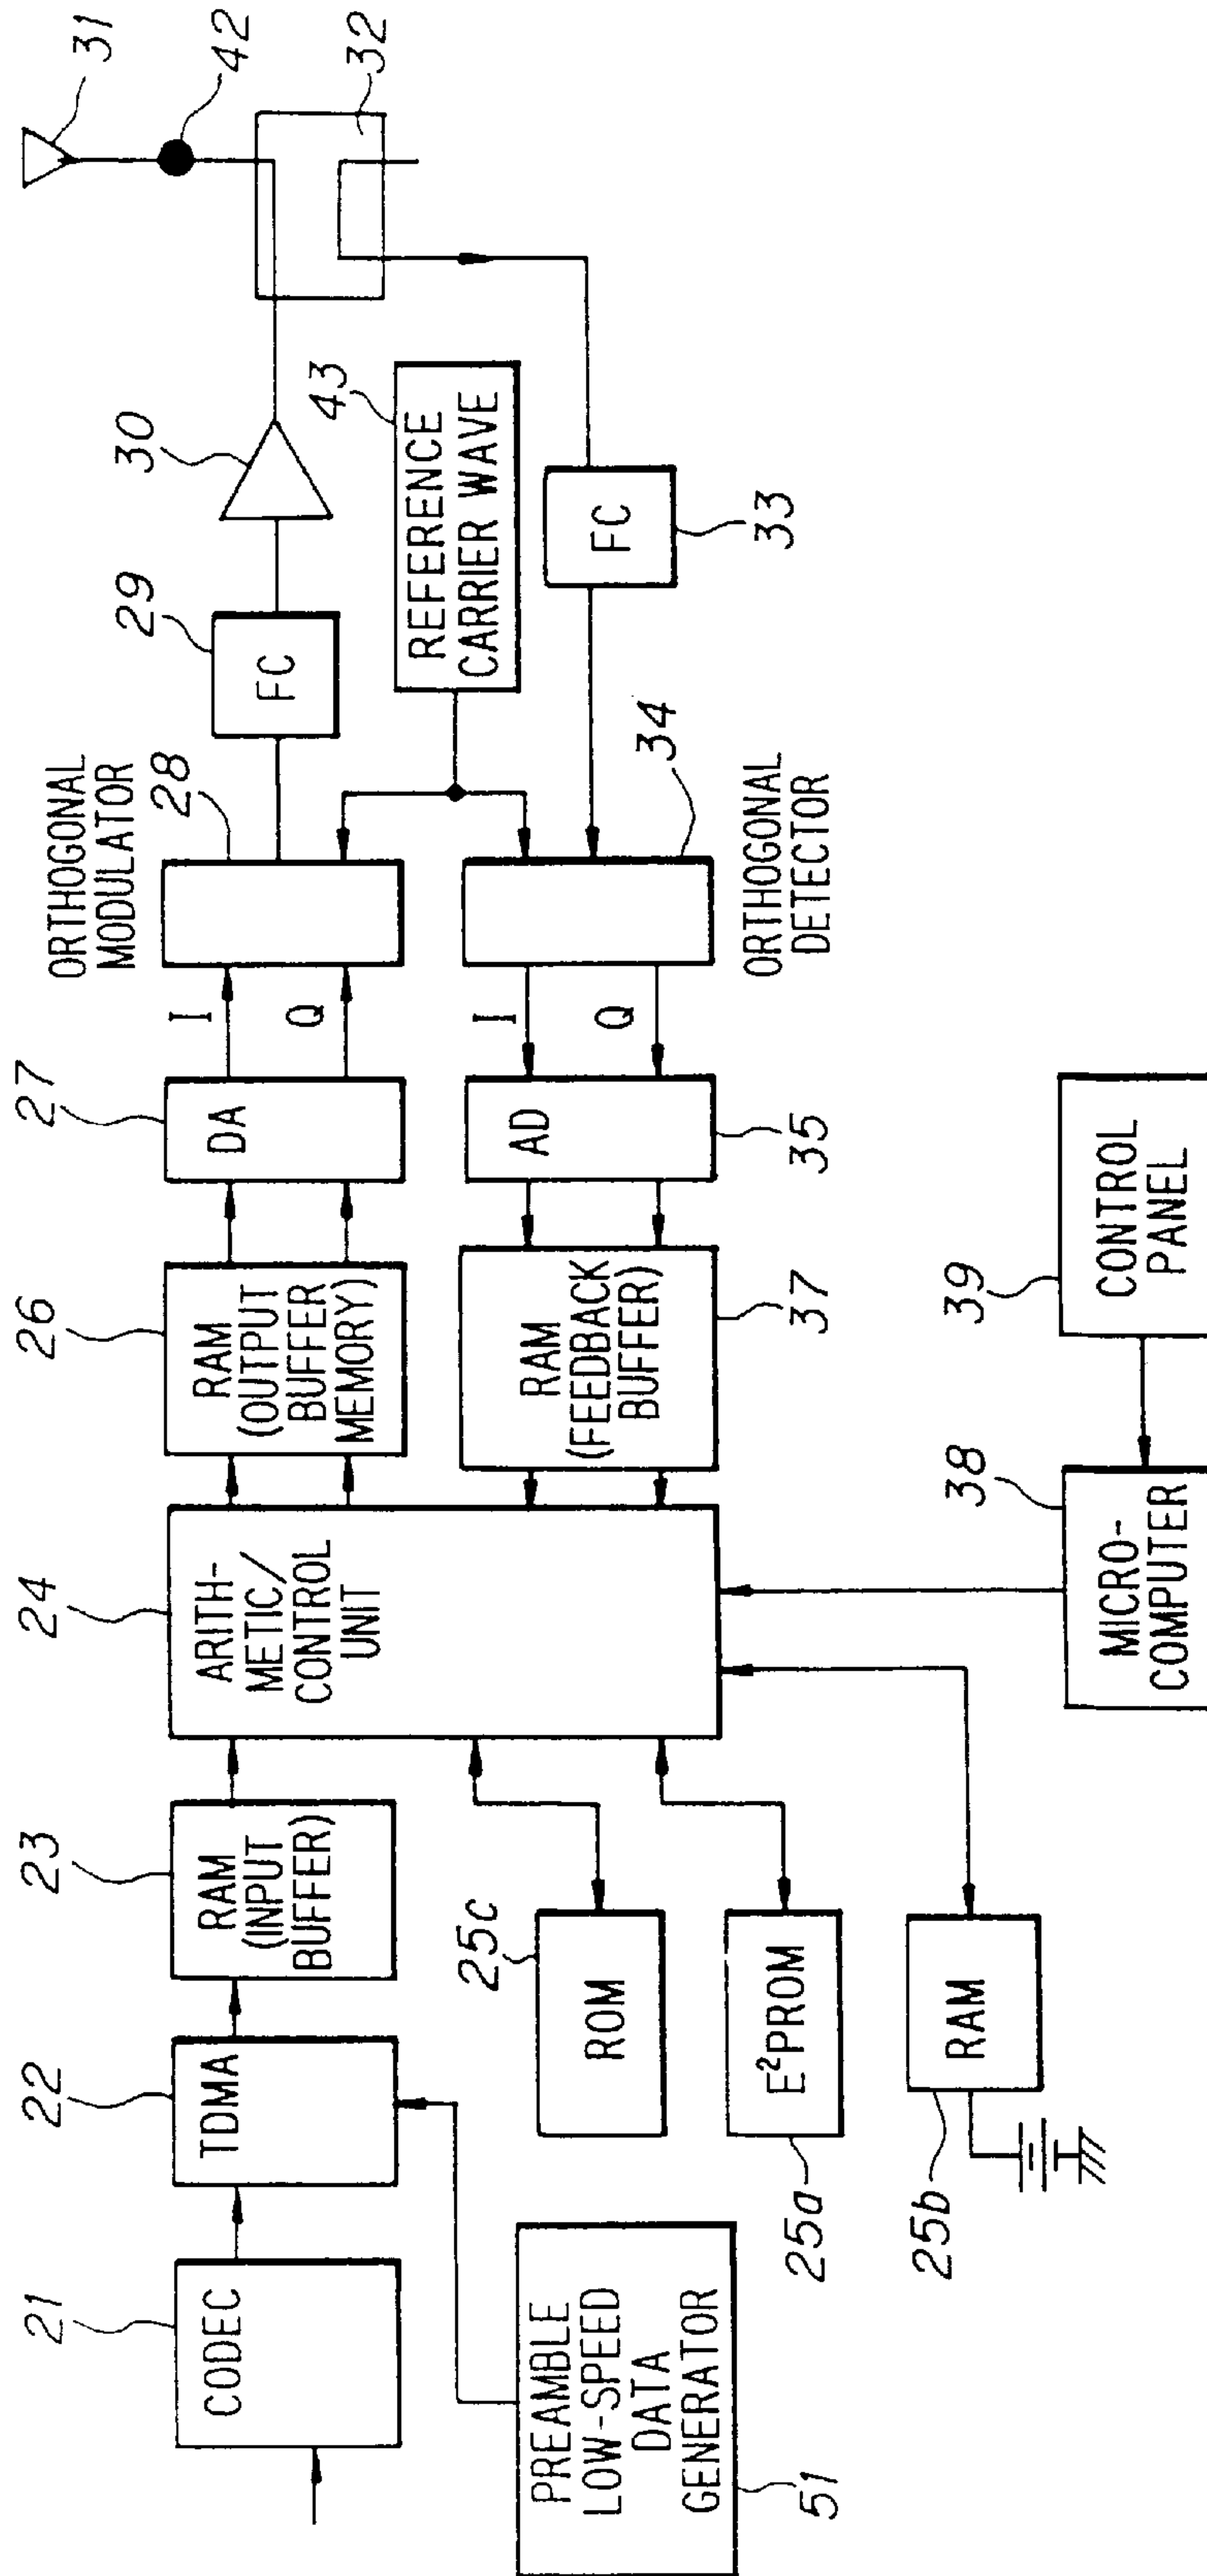 21
CODEC
22
TDMA
23
RAM
(INPUT
BUFFER)
24
ARITH-
METIC/
CONTROL
UNIT
26
RAM
(OUTPUT
BUFFER
MEMORY)
27
DA
I
Q
ORTHOGONAL
MODULATOR
28
29
FC
30
31
42
32
43
REFERENCE
CARRIER WAVE
33
FC
34
ORTHOGONAL
DETECTOR
I
Q
AD
35
RAM
(FEEDBACK
BUFFER)
37
PREAMBLE
LOW-SPEED
DATA
GENERATOR
51
25c
ROM
E²PROM
25a
RAM
25b
38
MICRO-
COMPUTER
39
CONTROL
PANEL